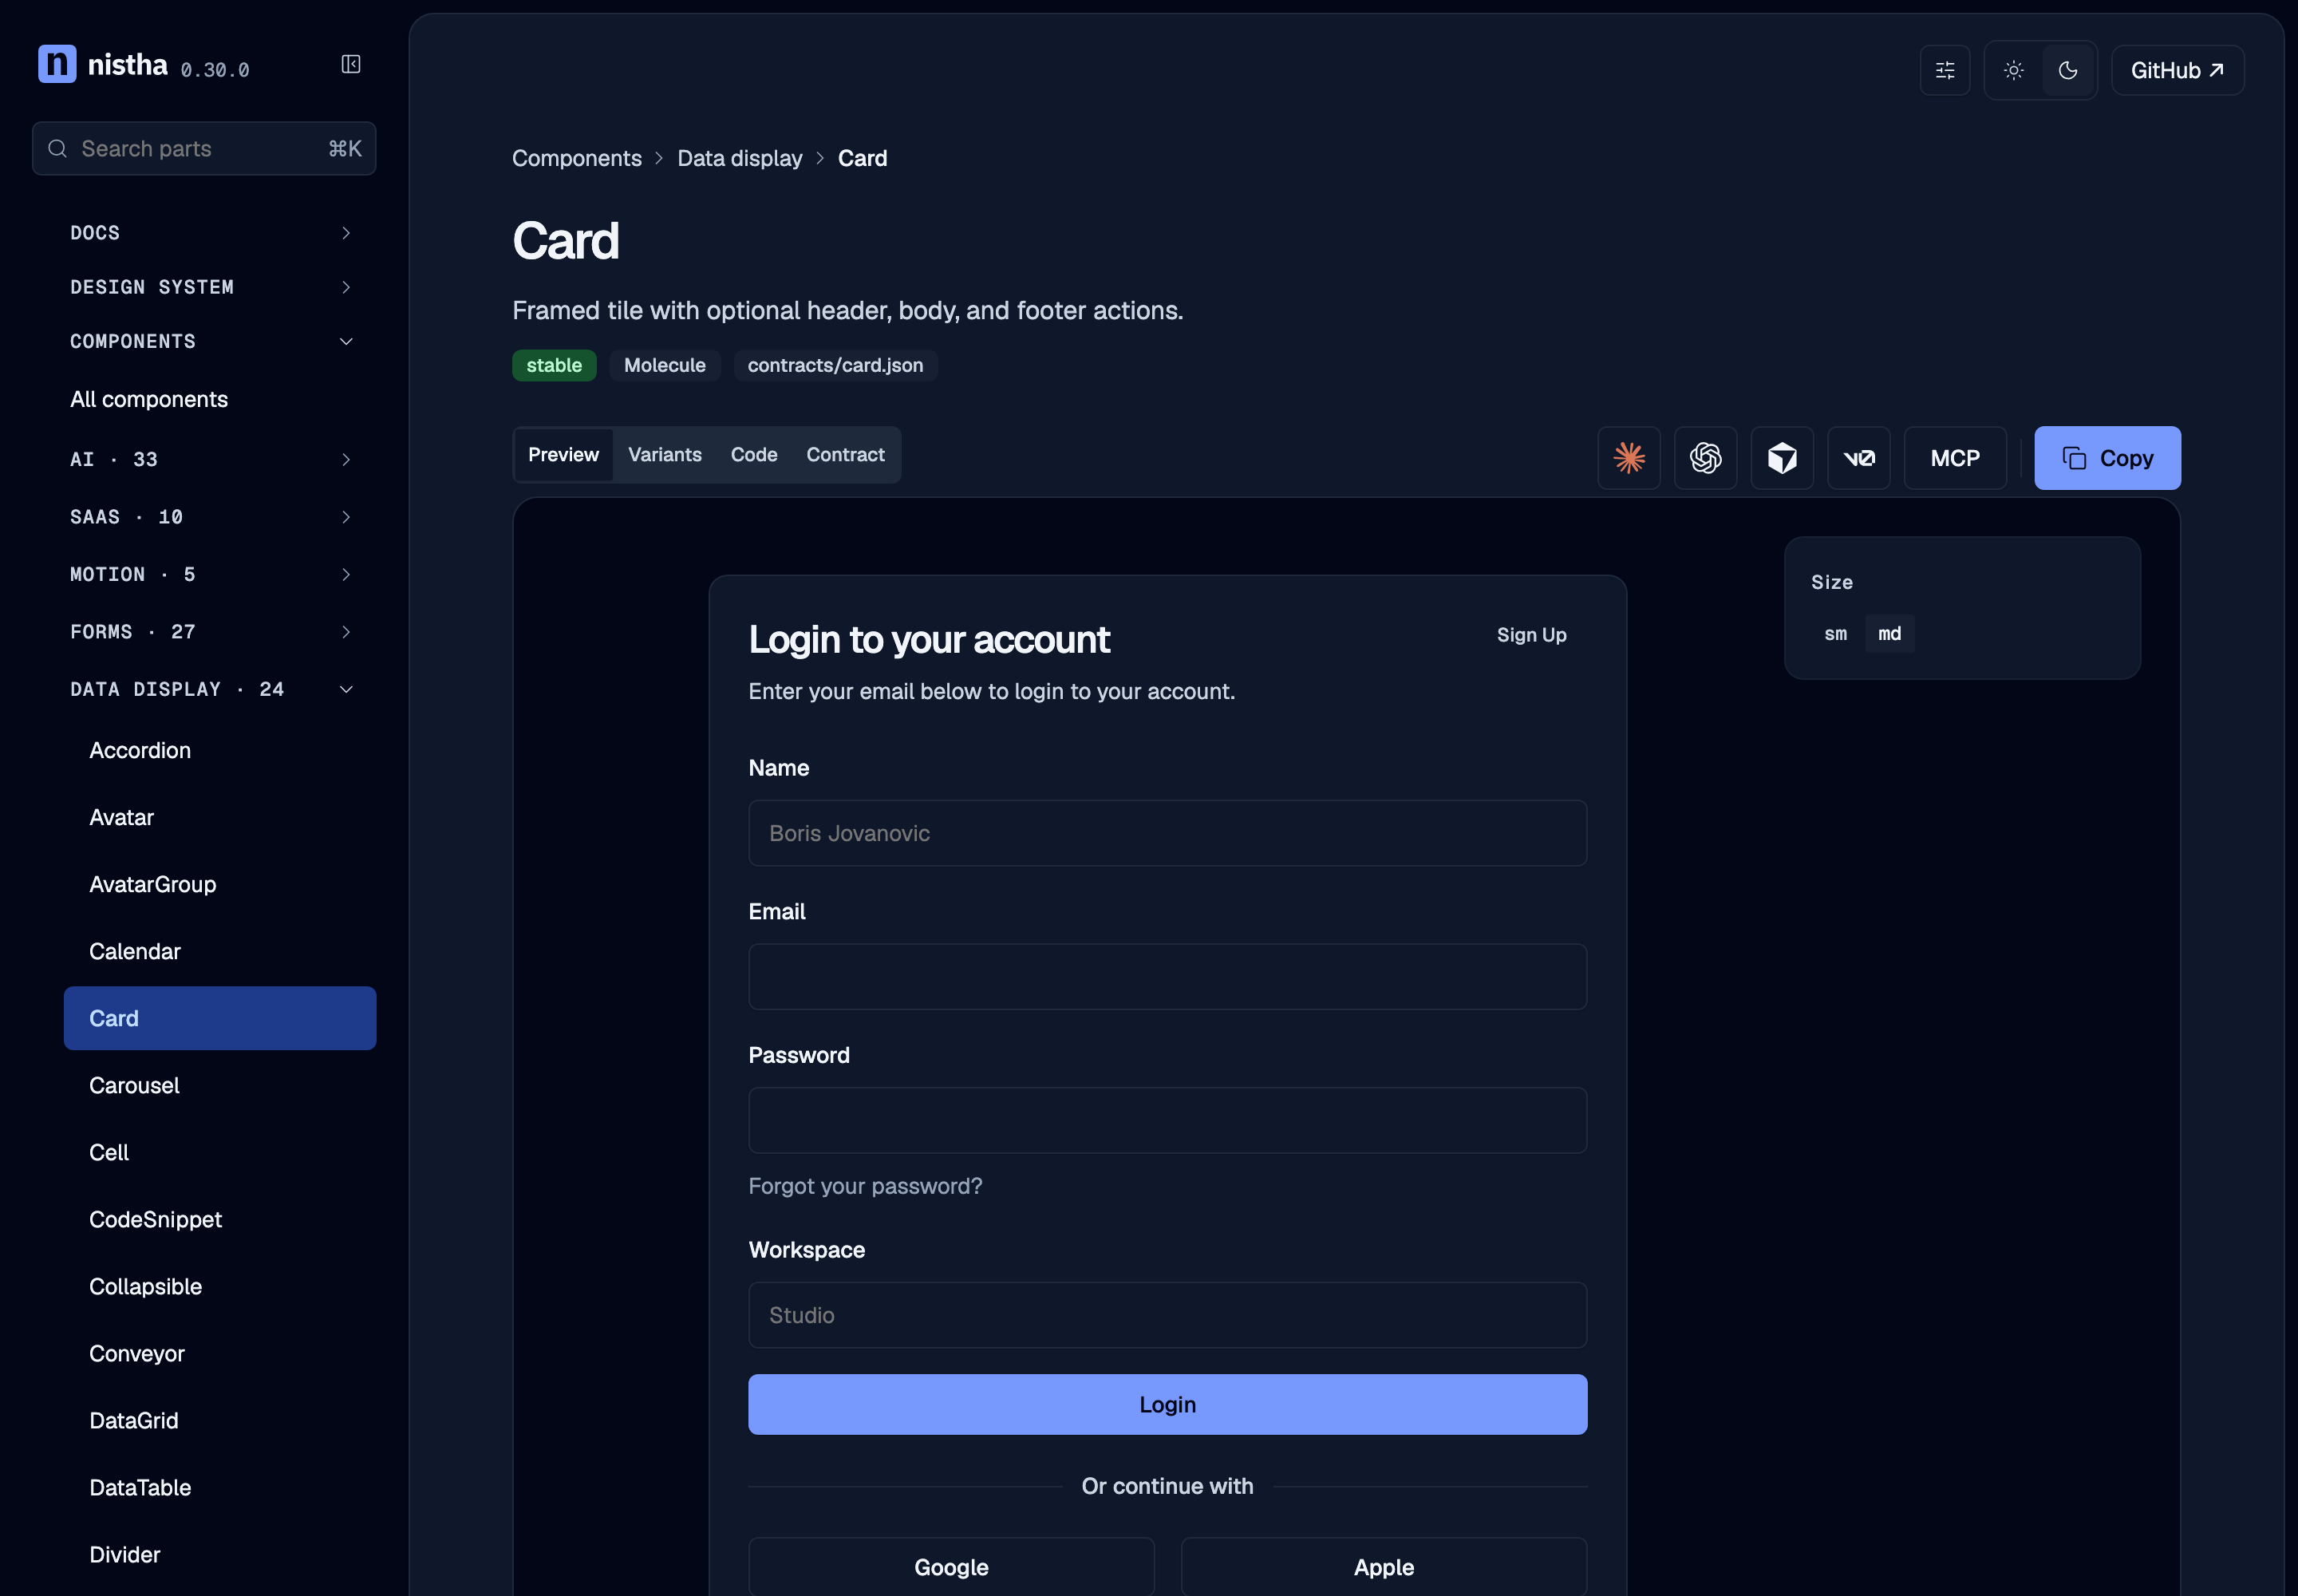 n nistha 0.30.0
Search parts ⌘K
DOCS
DESIGN SYSTEM
COMPONENTS
All components
AI · 33
SAAS · 10
MOTION · 5
FORMS · 27
DATA DISPLAY · 24
Accordion
Avatar
AvatarGroup
Calendar
Card
Carousel
Cell
CodeSnippet
Collapsible
Conveyor
DataGrid
DataTable
Divider
GitHub
Components > Data display > Card
Card
Framed tile with optional header, body, and footer actions.
stable Molecule contracts/card.json
Preview Variants Code Contract
v0 MCP Copy
Login to your account
Sign Up
Enter your email below to login to your account.
Name
Boris Jovanovic
Email
Password
Forgot your password?
Workspace
Studio
Login
Or continue with
Google Apple
Size
sm md